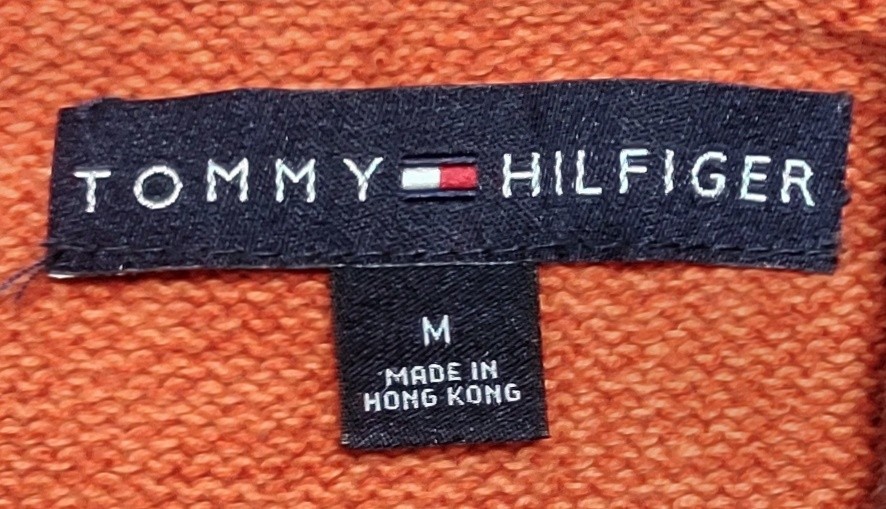 TOMMY HILFIGER
M
MADE IN
HONG KONG